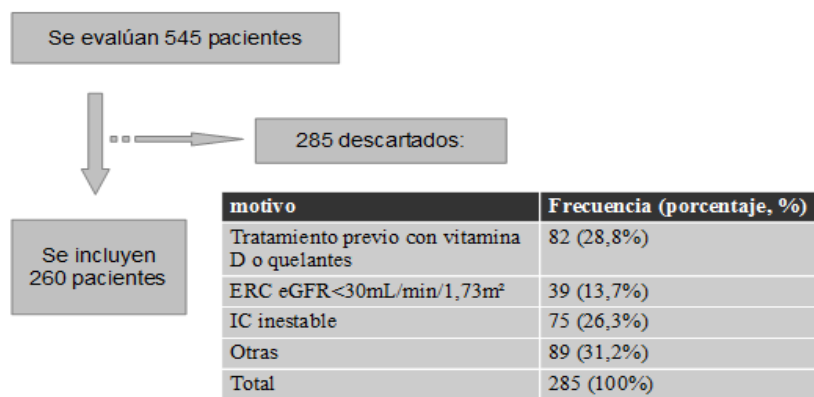 Se evalúan 545 pacientes
285 descartados:
Se incluyen
260 pacientes
motivo Frecuencia (porcentaje, %)
Tratamiento previo con vitamina
D o quelantes 82 (28,8%)
ERC eGFR<30mL/min/1,73m² 39 (13,7%)
IC inestable 75 (26,3%)
Otras 89 (31,2%)
Total 285 (100%)